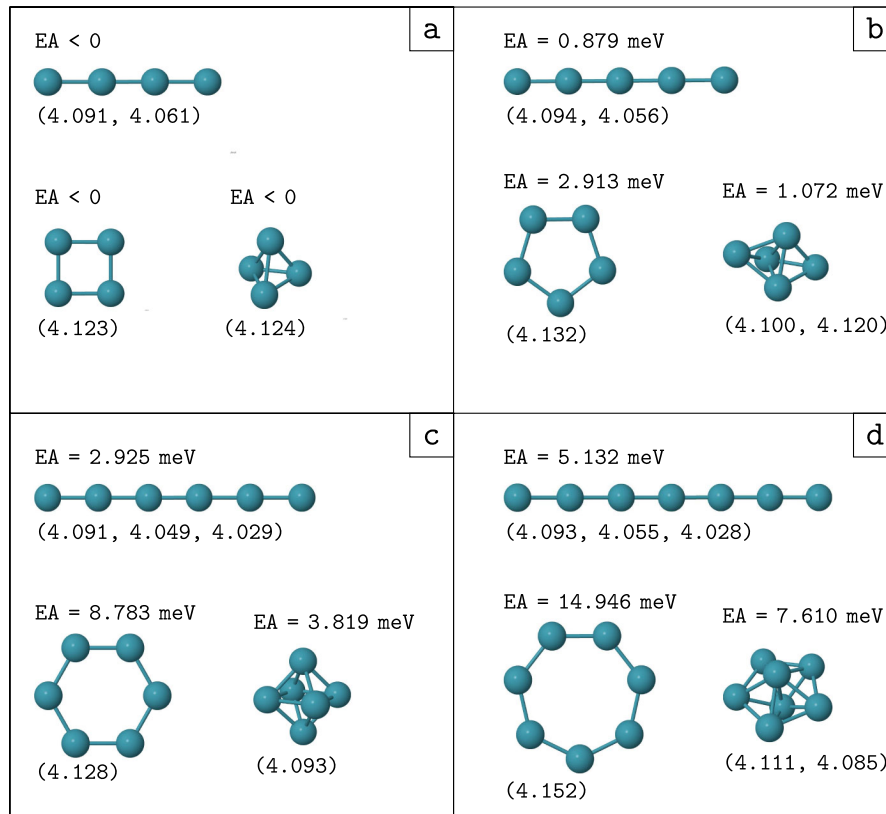 a
EA < 0
(4.091, 4.061)
EA < 0
EA < 0
(4.123)
(4.124)
b
EA = 0.879 meV
(4.094, 4.056)
EA = 2.913 meV
EA = 1.072 meV
(4.132)
(4.100, 4.120)
c
EA = 2.925 meV
(4.091, 4.049, 4.029)
EA = 8.783 meV
EA = 3.819 meV
(4.128)
(4.093)
d
EA = 5.132 meV
(4.093, 4.055, 4.028)
EA = 14.946 meV
EA = 7.610 meV
(4.152)
(4.111, 4.085)